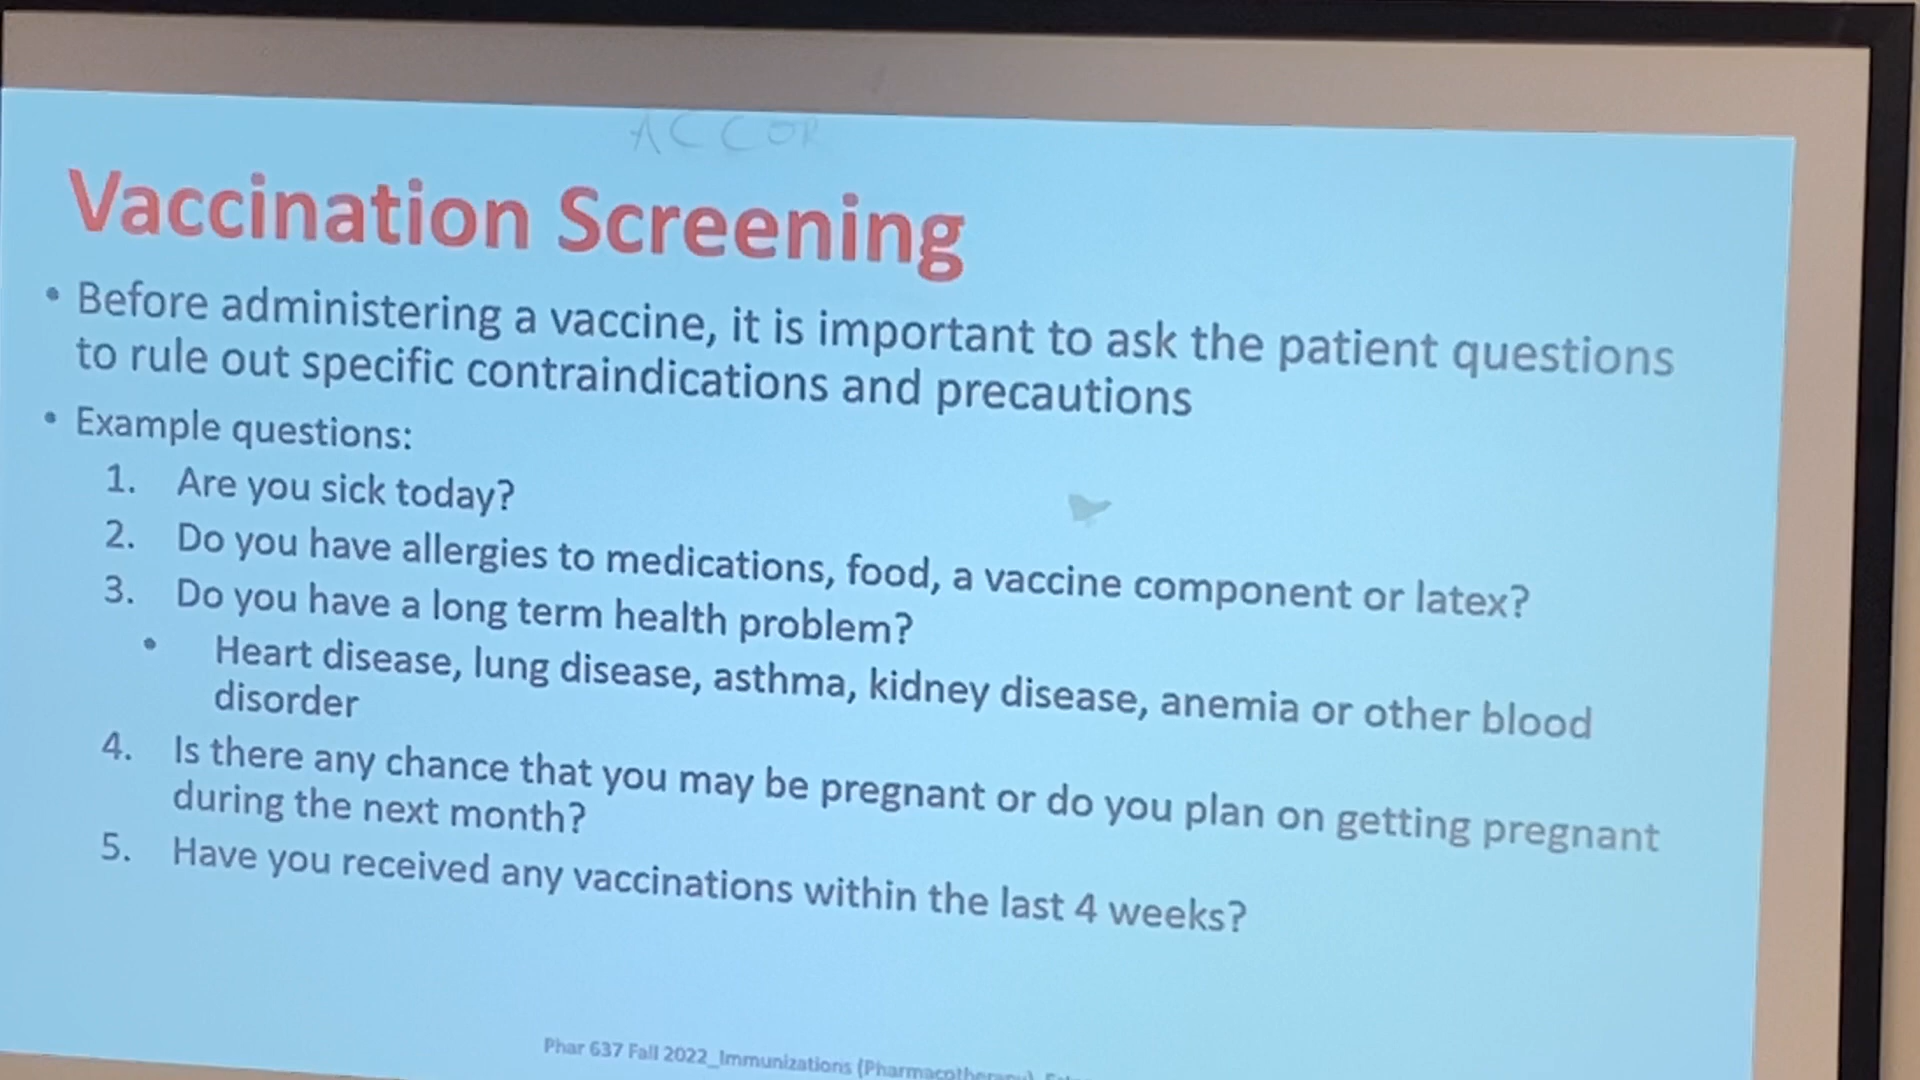 ACCOR
Vaccination Screening
• Before administering a vaccine, it is important to ask the patient questions
to rule out specific contraindications and precautions
• Example questions:
1. Are you sick today?
2. Do you have allergies to medications, food, a vaccine component or latex?
3. Do you have a long term health problem?
• Heart disease, lung disease, asthma, kidney disease, anemia or other blood
disorder
4. Is there any chance that you may be pregnant or do you plan on getting pregnant
during the next month?
5. Have you received any vaccinations within the last 4 weeks?
Phar 637 Fall 2022_Immunizations (Pharmacotherapy)